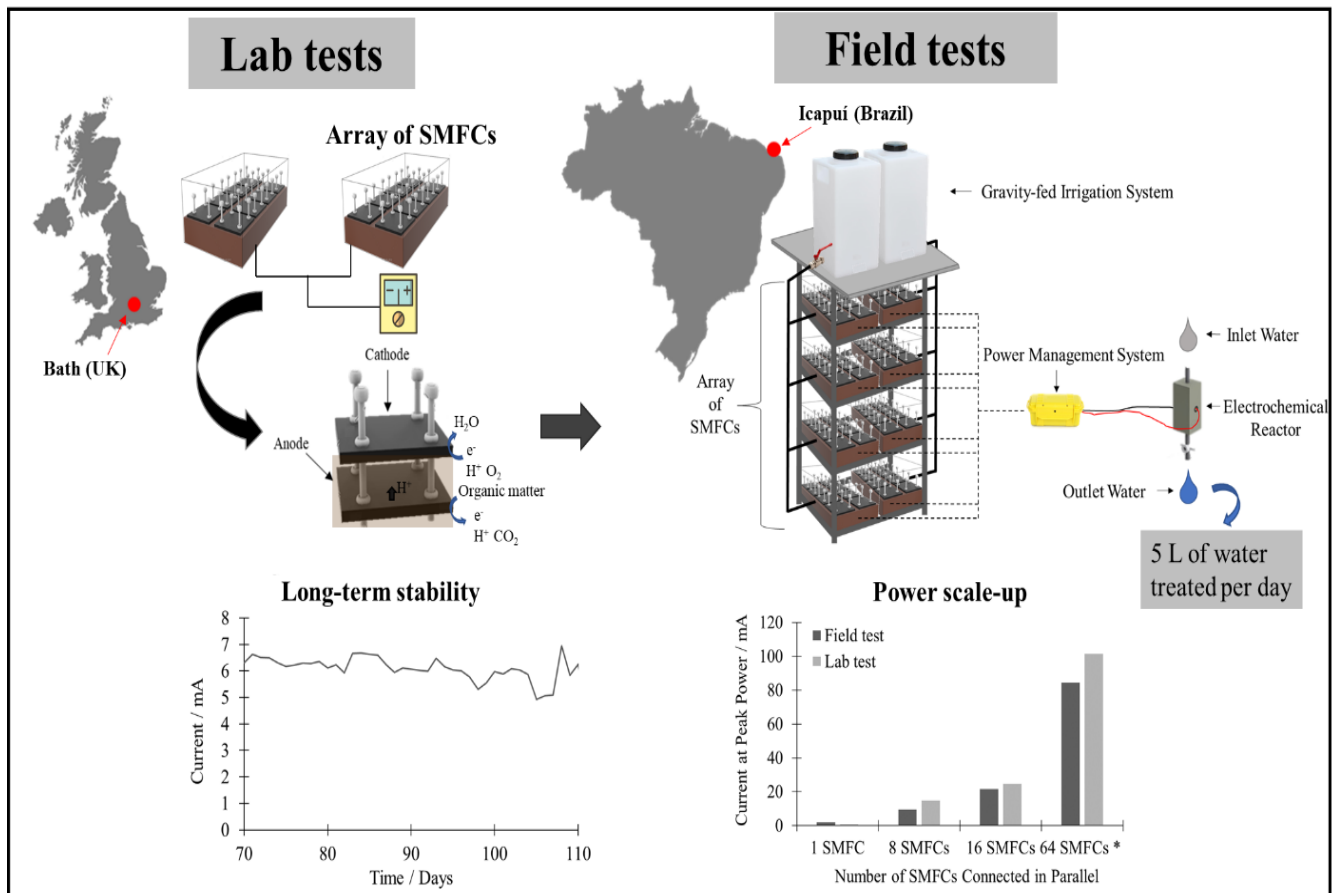 Lab tests
Field tests
Bath (UK)
Array of SMFCs
Cathode
Anode
H₂O
e⁻
H⁺ O₂
H⁺
Organic matter
e⁻
H⁺ CO₂
Icapuí (Brazil)
Gravity-fed Irrigation System
Array
of
SMFCs
Power Management System
Inlet Water
Electrochemical
Reactor
Outlet Water
5 L of water
treated per day
Long-term stability
Current / mA
8
7
6
5
4
3
2
1
0
70
80
90
100
110
Time / Days
Power scale-up
Current at Peak Power / mA
120
100
80
60
40
20
0
Field test
Lab test
1 SMFC
8 SMFCs
16 SMFCs
64 SMFCs *
Number of SMFCs Connected in Parallel